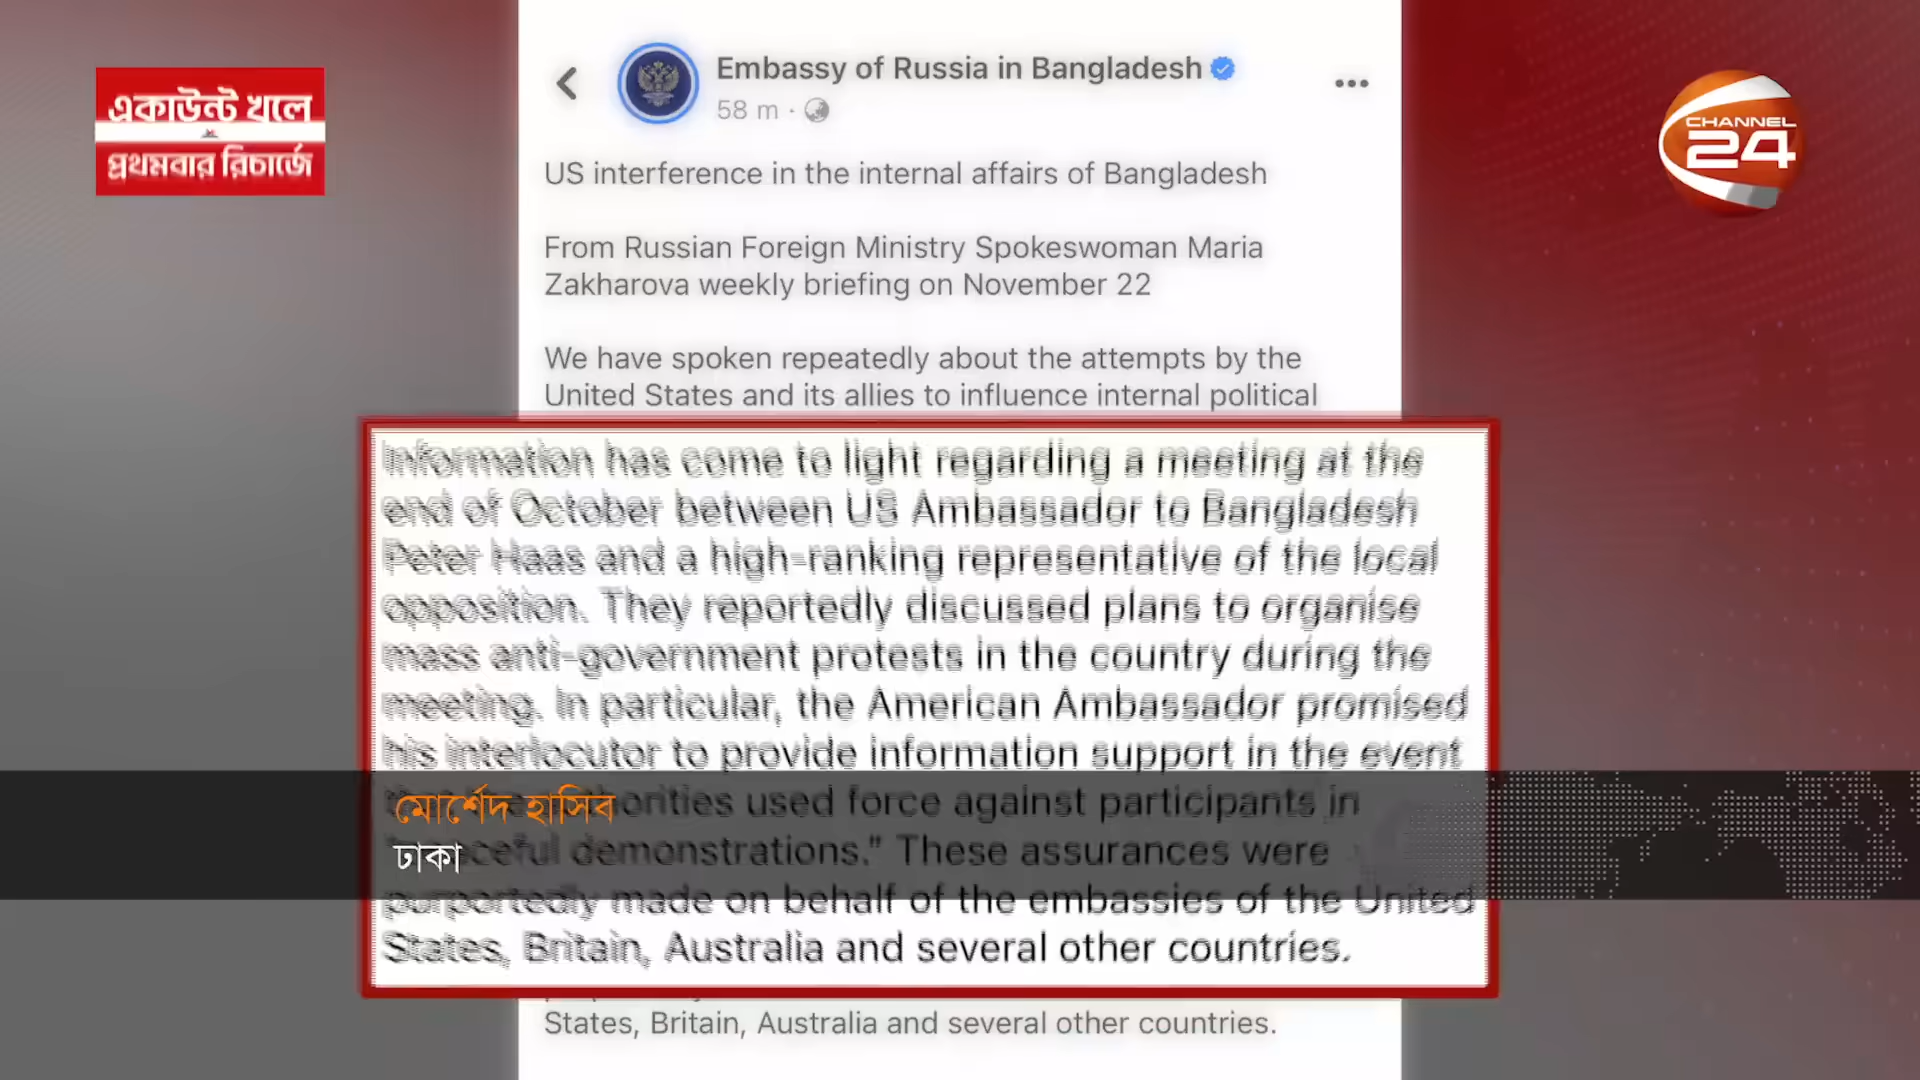 একাউন্ট খুলে
প্রথমবার রিচার্জে
Embassy of Russia in Bangladesh
58 m ·
CHANNEL
24
US interference in the internal affairs of Bangladesh
From Russian Foreign Ministry Spokeswoman Maria
Zakharova weekly briefing on November 22
We have spoken repeatedly about the attempts by the
United States and its allies to influence internal political
Information has come to light regarding a meeting at the
end of October between US Ambassador to Bangladesh
Peter Haas and a high-ranking representative of the local
opposition. They reportedly discussed plans to organise
mass anti-government protests in the country during the
meeting. In particular, the American Ambassador promised
his interlocutor to provide information support in the event
used force against participants in
demonstrations." These assurances were
purportedly made on behalf of the embassies of the United
States, Britain, Australia and several other countries.
মোর্শেদ হাসিব
ঢাকা
States, Britain, Australia and several other countries.